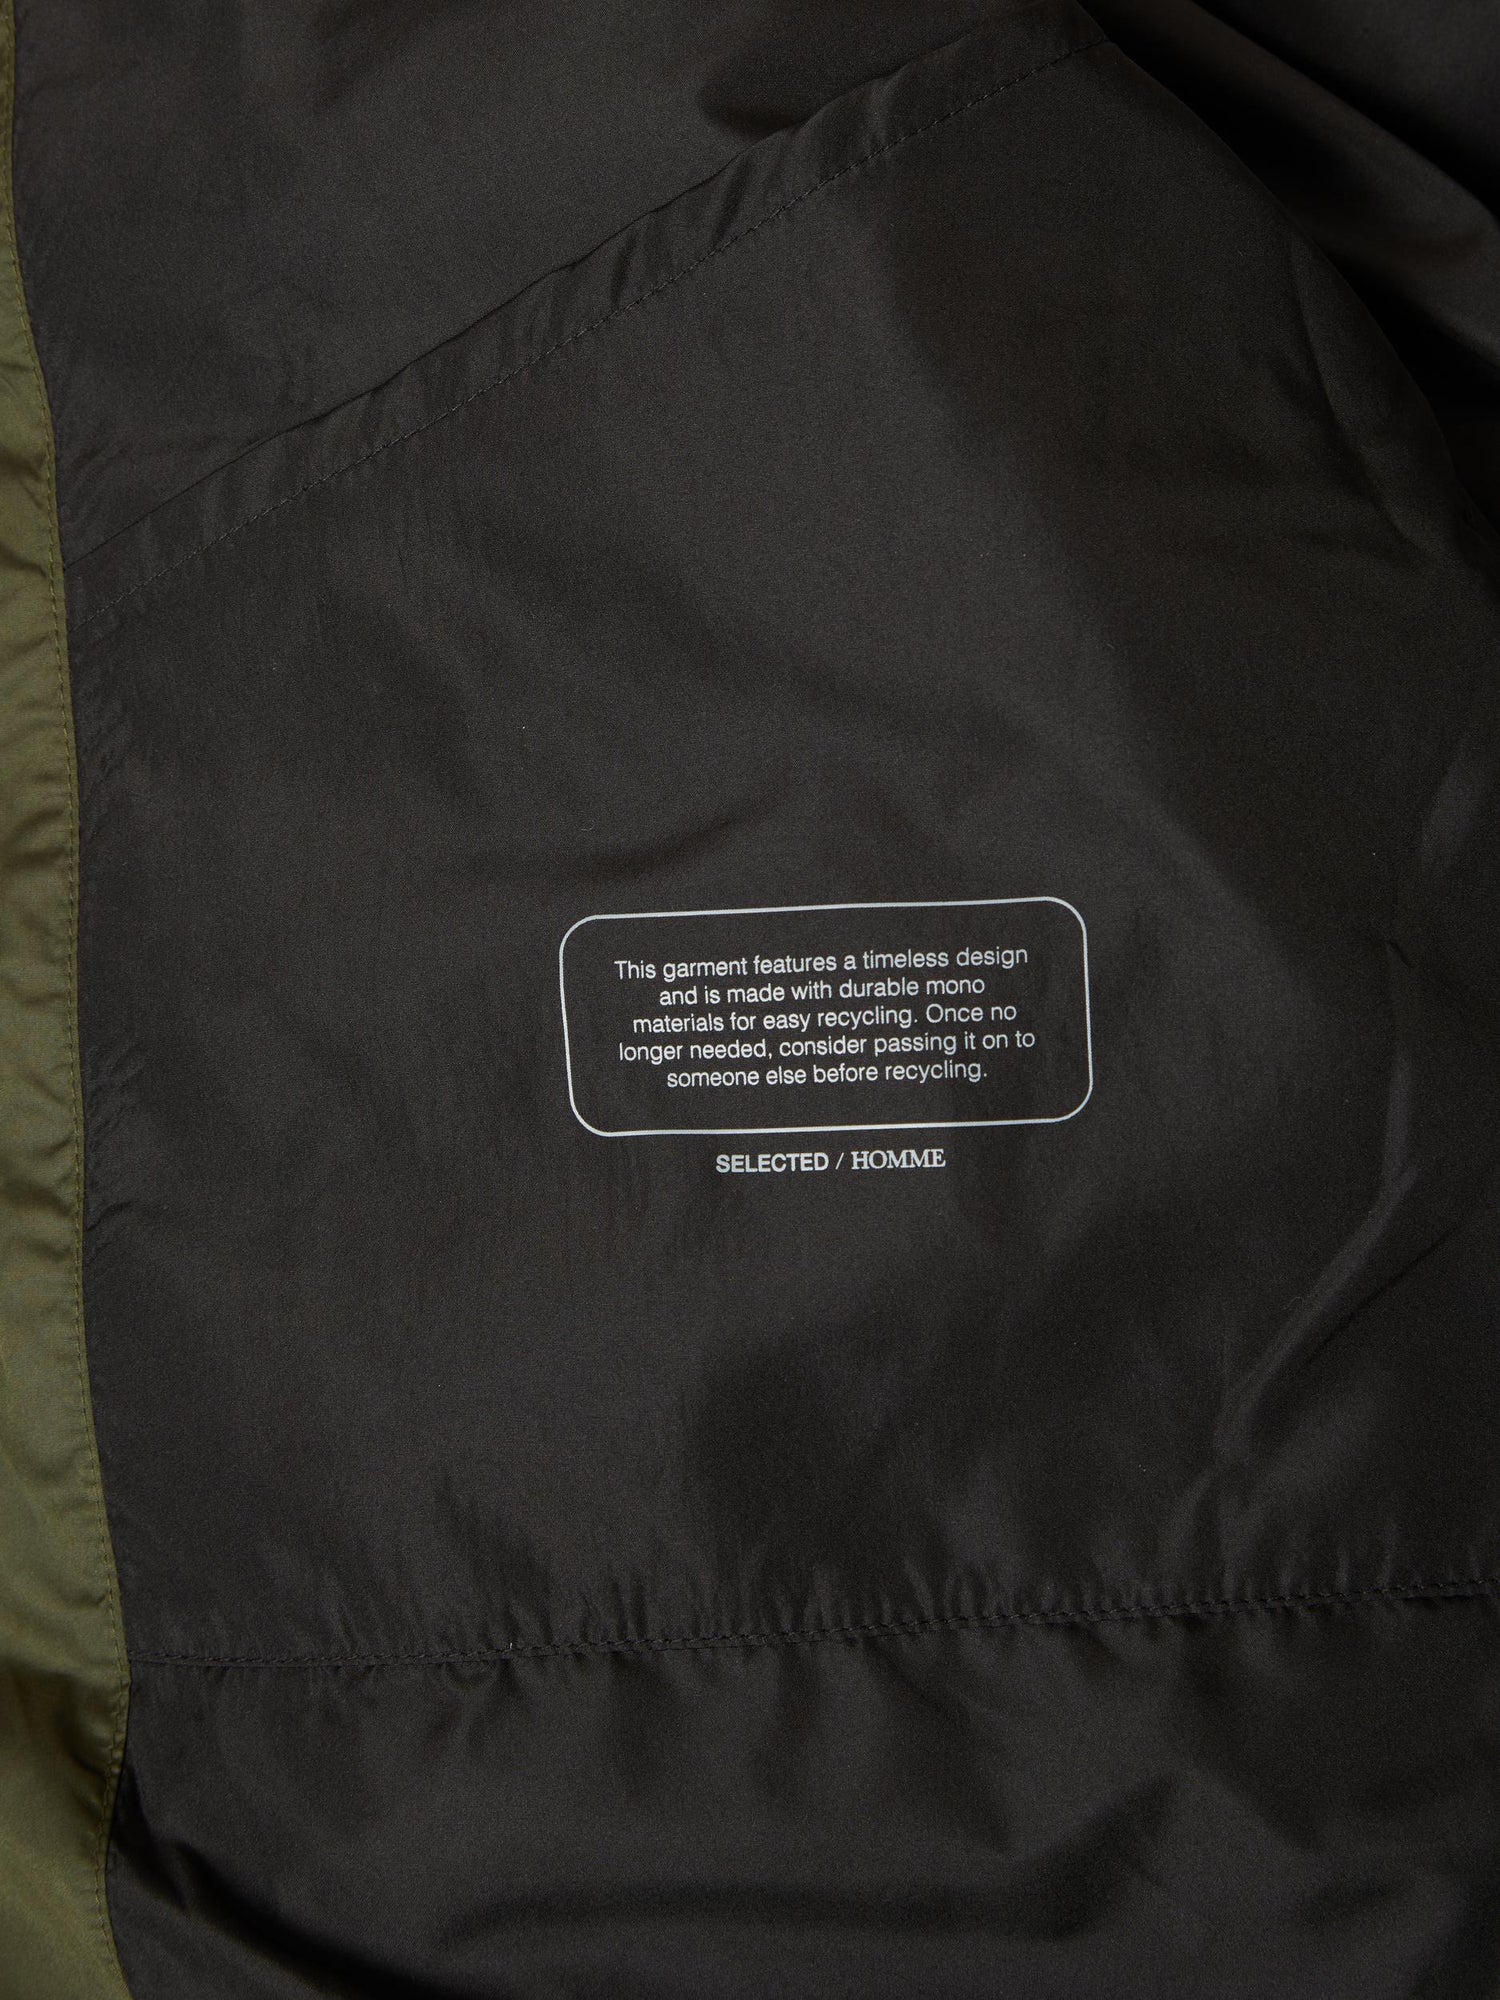 This garment features a timeless design
and is made with durable mono
materials for easy recycling. Once no
longer needed, consider passing it on to
someone else before recycling.
SELECTED / HOMME